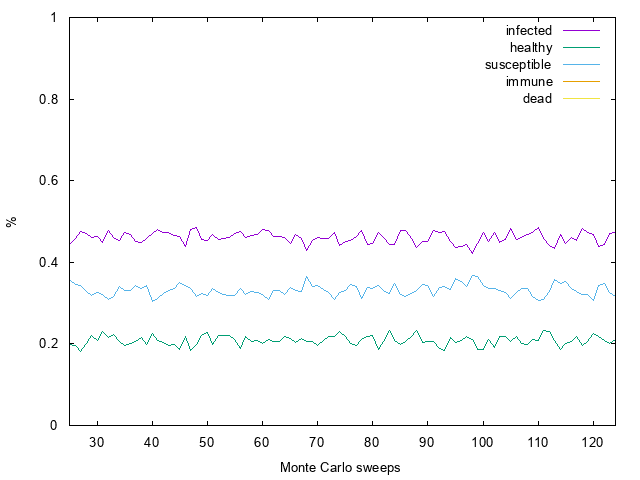 1
0.8
0.6
0.4
0.2
0
%
infected
healthy
susceptible
immune
dead
30 40 50 60 70 80 90 100 110 120
Monte Carlo sweeps